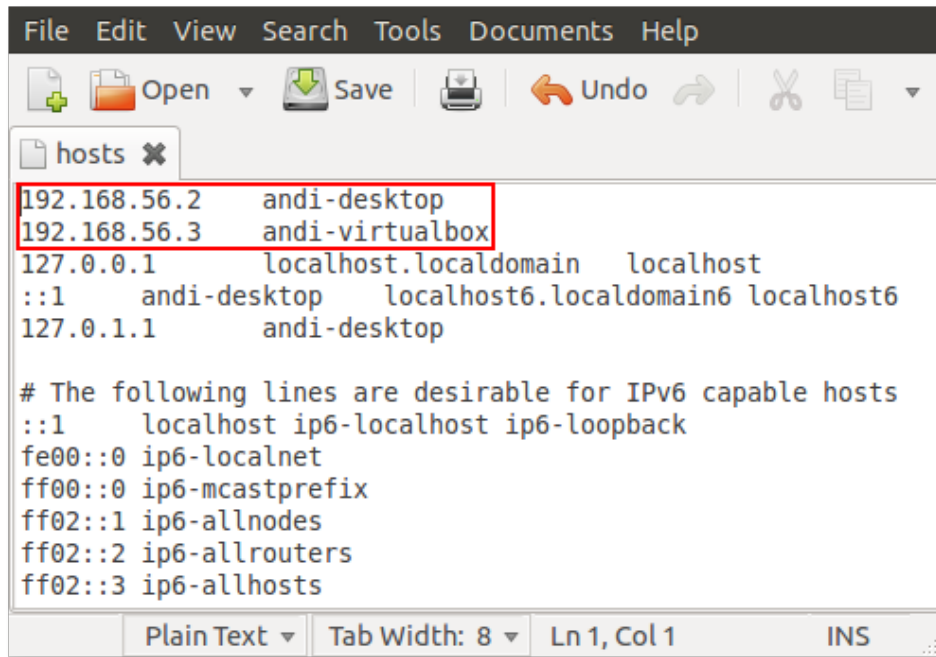 File Edit View Search Tools Documents Help
Open Save Undo
hosts
192.168.56.2    andi-desktop
192.168.56.3    andi-virtualbox
127.0.0.1       localhost.localdomain   localhost
::1     andi-desktop    localhost6.localdomain6 localhost6
127.0.1.1       andi-desktop
# The following lines are desirable for IPv6 capable hosts
::1     localhost ip6-localhost ip6-loopback
fe00::0 ip6-localnet
ff00::0 ip6-mcastprefix
ff02::1 ip6-allnodes
ff02::2 ip6-allrouters
ff02::3 ip6-allhosts
Plain Text Tab Width: 8 Ln 1, Col 1 INS